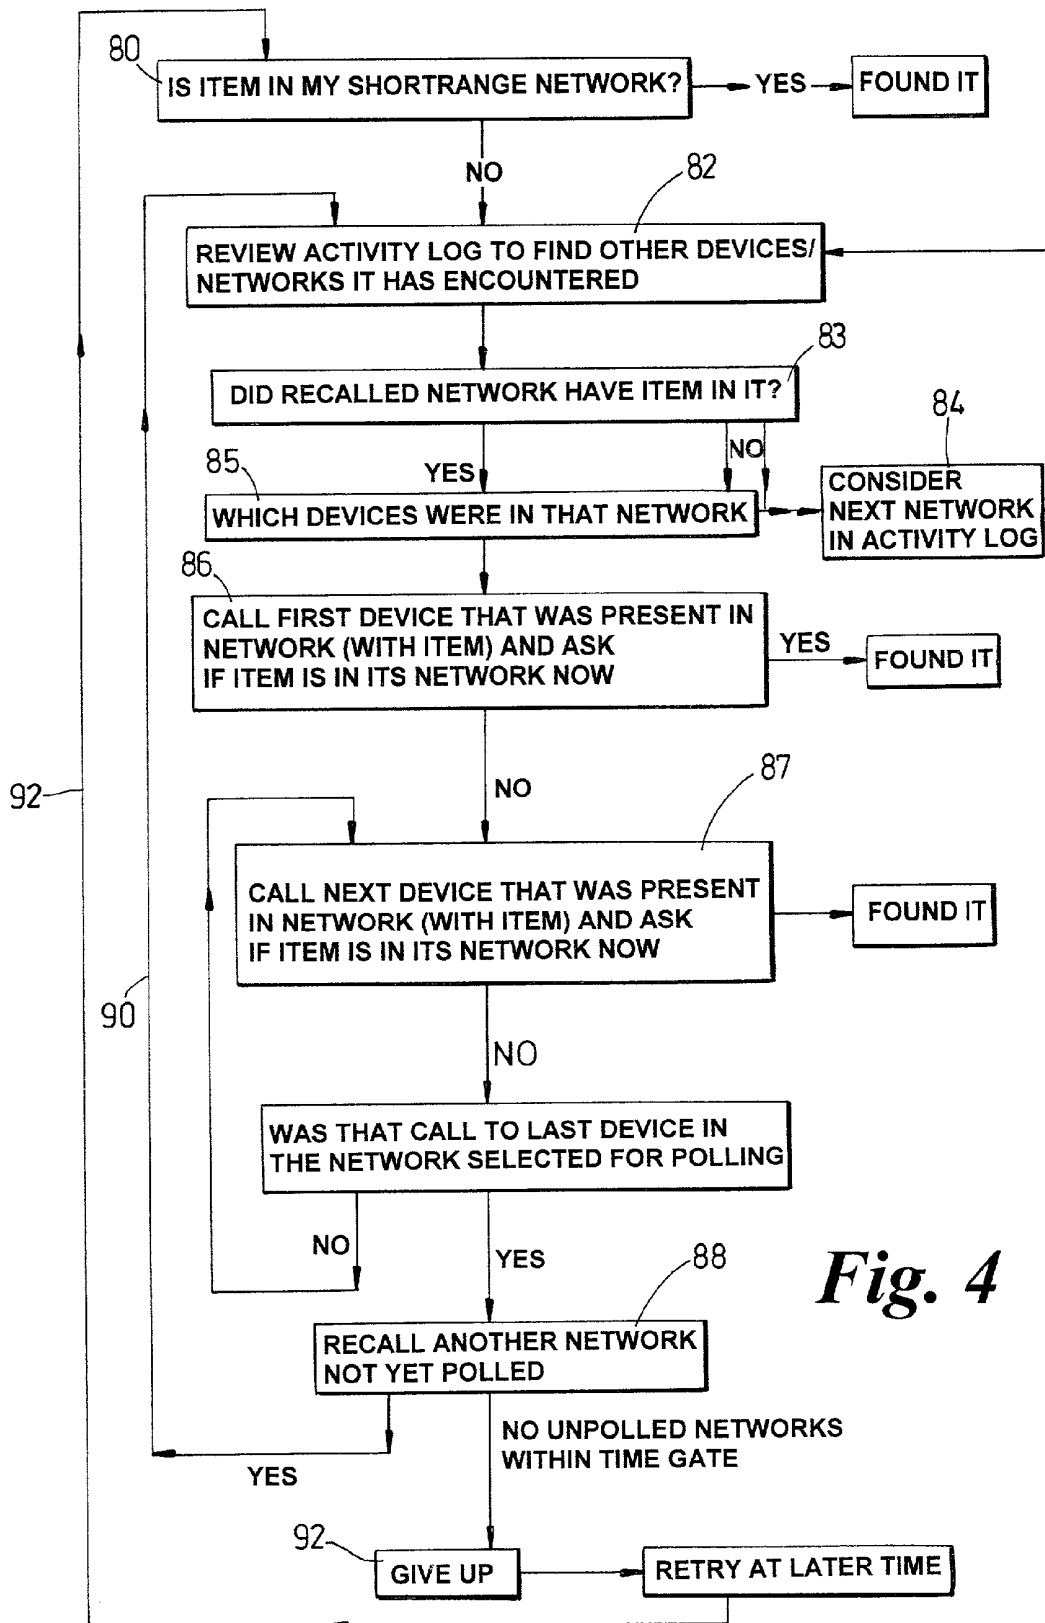 80
IS ITEM IN MY SHORTRANGE NETWORK?
YES
FOUND IT
NO
82
REVIEW ACTIVITY LOG TO FIND OTHER DEVICES/
NETWORKS IT HAS ENCOUNTERED
83
DID RECALLED NETWORK HAVE ITEM IN IT?
84
NO
85
YES
CONSIDER
NEXT NETWORK
IN ACTIVITY LOG
WHICH DEVICES WERE IN THAT NETWORK
86
CALL FIRST DEVICE THAT WAS PRESENT IN
NETWORK (WITH ITEM) AND ASK
IF ITEM IS IN ITS NETWORK NOW
YES
FOUND IT
92
NO
87
CALL NEXT DEVICE THAT WAS PRESENT
IN NETWORK (WITH ITEM) AND ASK
IF ITEM IS IN ITS NETWORK NOW
FOUND IT
90
NO
WAS THAT CALL TO LAST DEVICE IN
THE NETWORK SELECTED FOR POLLING
NO
YES
88
Fig. 4
RECALL ANOTHER NETWORK
NOT YET POLLED
NO UNPOLLED NETWORKS
WITHIN TIME GATE
YES
92
GIVE UP
RETRY AT LATER TIME